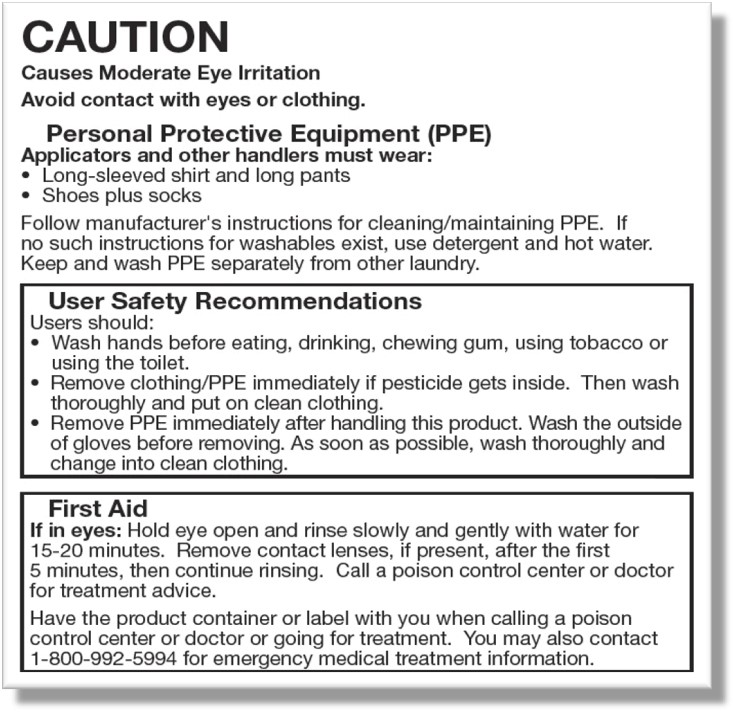 CAUTION
Causes Moderate Eye Irritation
Avoid contact with eyes or clothing.
Personal Protective Equipment (PPE)
Applicators and other handlers must wear:
• Long-sleeved shirt and long pants
• Shoes plus socks
Follow manufacturer's instructions for cleaning/maintaining PPE.  If
no such instructions for washables exist, use detergent and hot water.
Keep and wash PPE separately from other laundry.
User Safety Recommendations
Users should:
• Wash hands before eating, drinking, chewing gum, using tobacco or
using the toilet.
• Remove clothing/PPE immediately if pesticide gets inside.  Then wash
thoroughly and put on clean clothing.
• Remove PPE immediately after handling this product. Wash the outside
of gloves before removing. As soon as possible, wash thoroughly and
change into clean clothing.
First Aid
If in eyes: Hold eye open and rinse slowly and gently with water for
15-20 minutes.  Remove contact lenses, if present, after the first
5 minutes, then continue rinsing.  Call a poison control center or doctor
for treatment advice.
Have the product container or label with you when calling a poison
control center or doctor or going for treatment.  You may also contact
1-800-992-5994 for emergency medical treatment information.